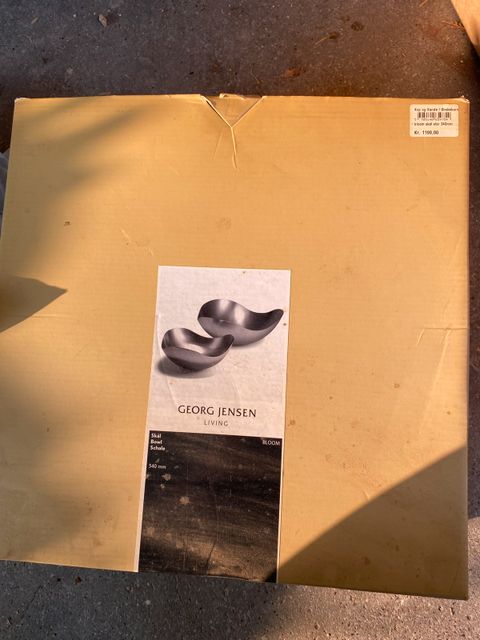 Kr. 1199,00
GEORG JENSEN
LIVING
Skål
Bowl
Schale
BLOOM
340 mm